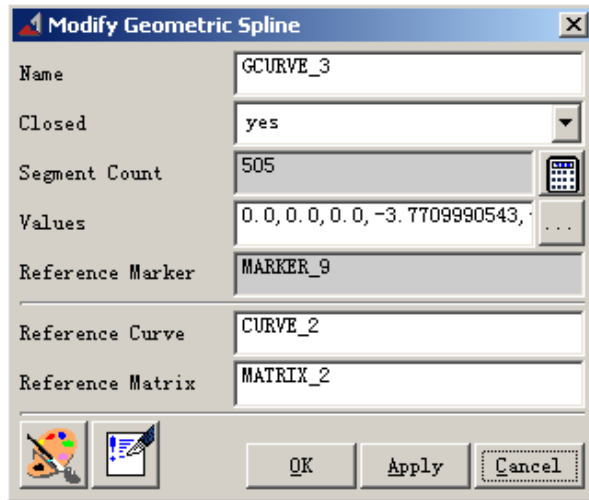 Modify Geometric Spline
Name GCURVE_3
Closed yes
Segment Count 505
Values 0.0, 0.0, 0.0, -3.7709990543, ...
Reference Marker MARKER_9
Reference Curve CURVE_2
Reference Matrix MATRIX_2
OK Apply Cancel